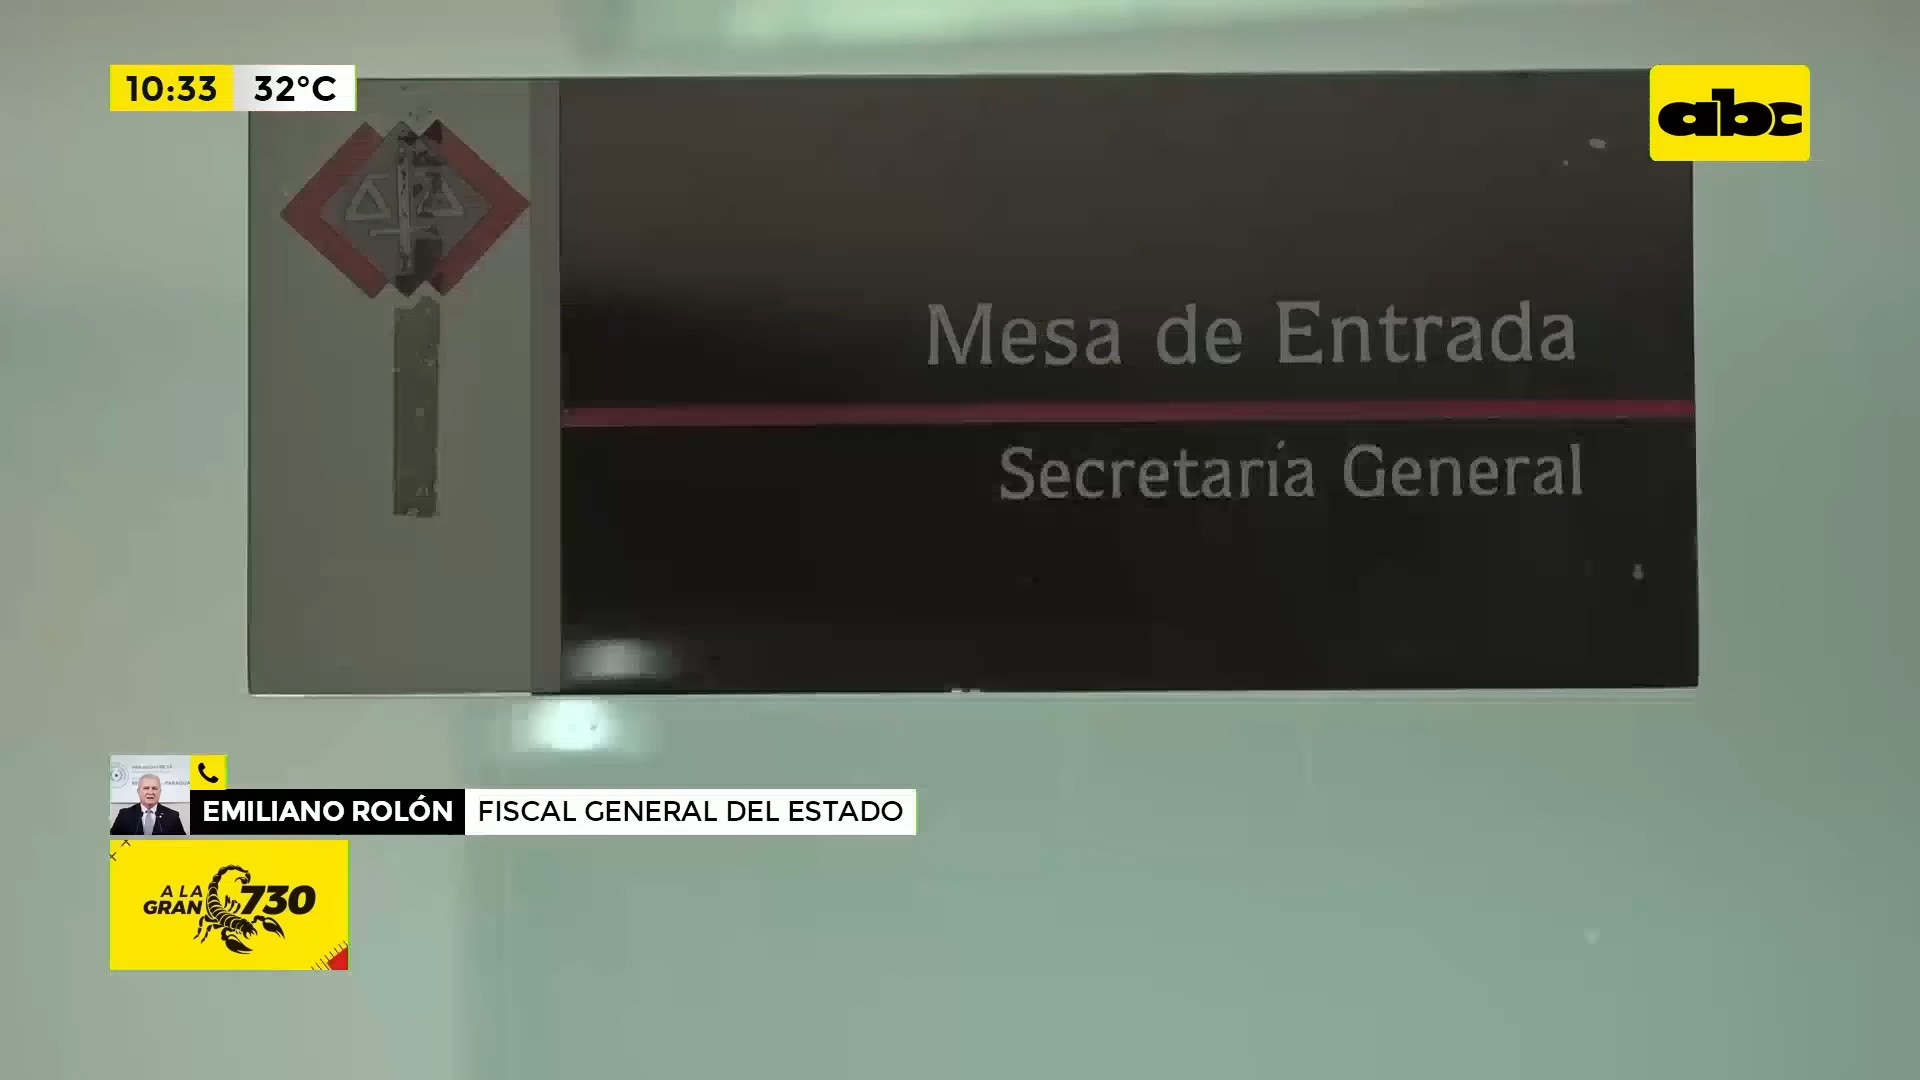 10:33 32°C
abc
Mesa de Entrada
Secretaría General
EMILIANO ROLÓN FISCAL GENERAL DEL ESTADO
A LA GRAN 730